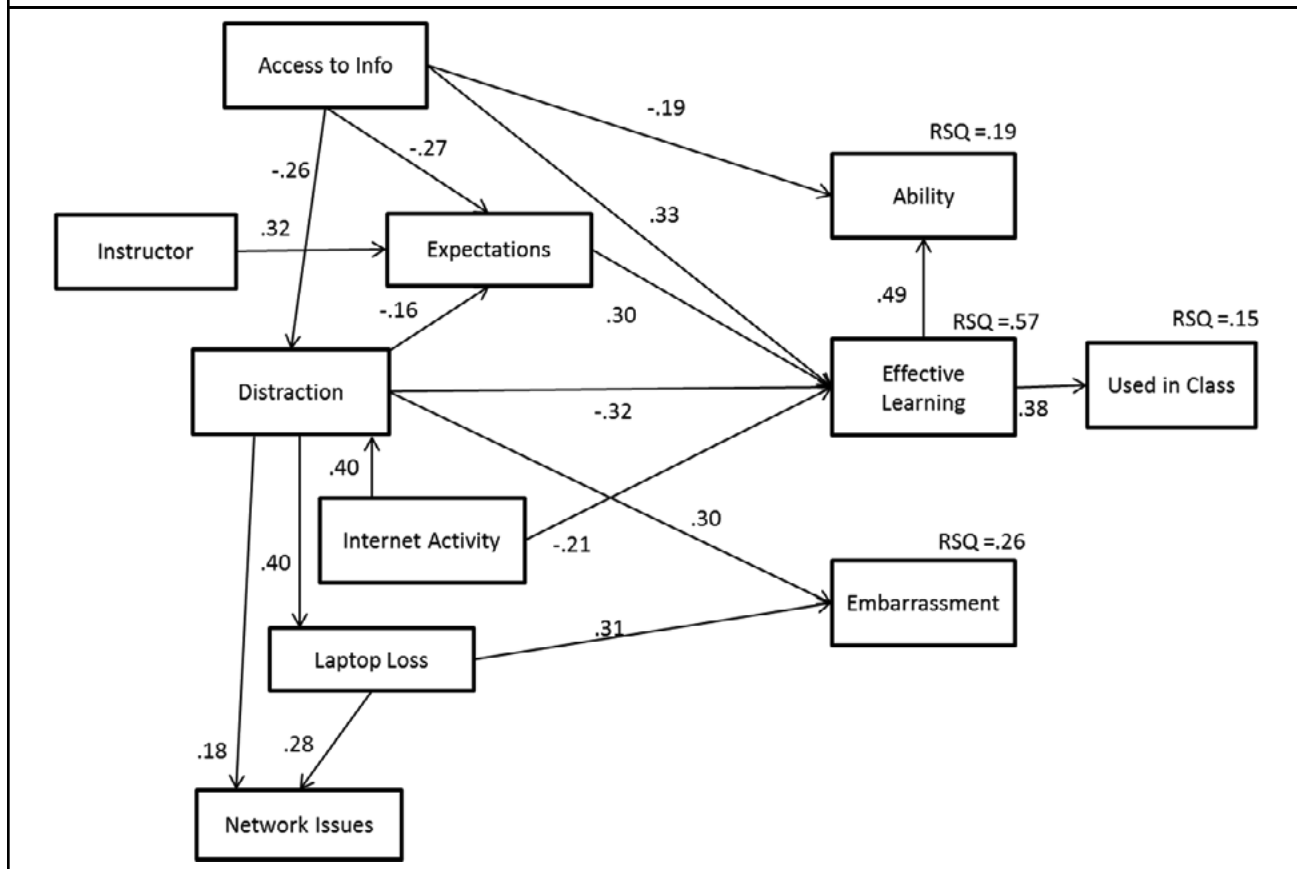 Access to Info
-.19
RSQ =.19
-.27
-.26
Ability
.33
.32
Instructor
Expectations
-.16
.30
.49
RSQ =.57
RSQ =.15
Distraction
Effective
Learning
Used in Class
-.32
.38
.40
Internet Activity
.30
-.21
RSQ =.26
.40
Embarrassment
.31
Laptop Loss
.18
.28
Network Issues